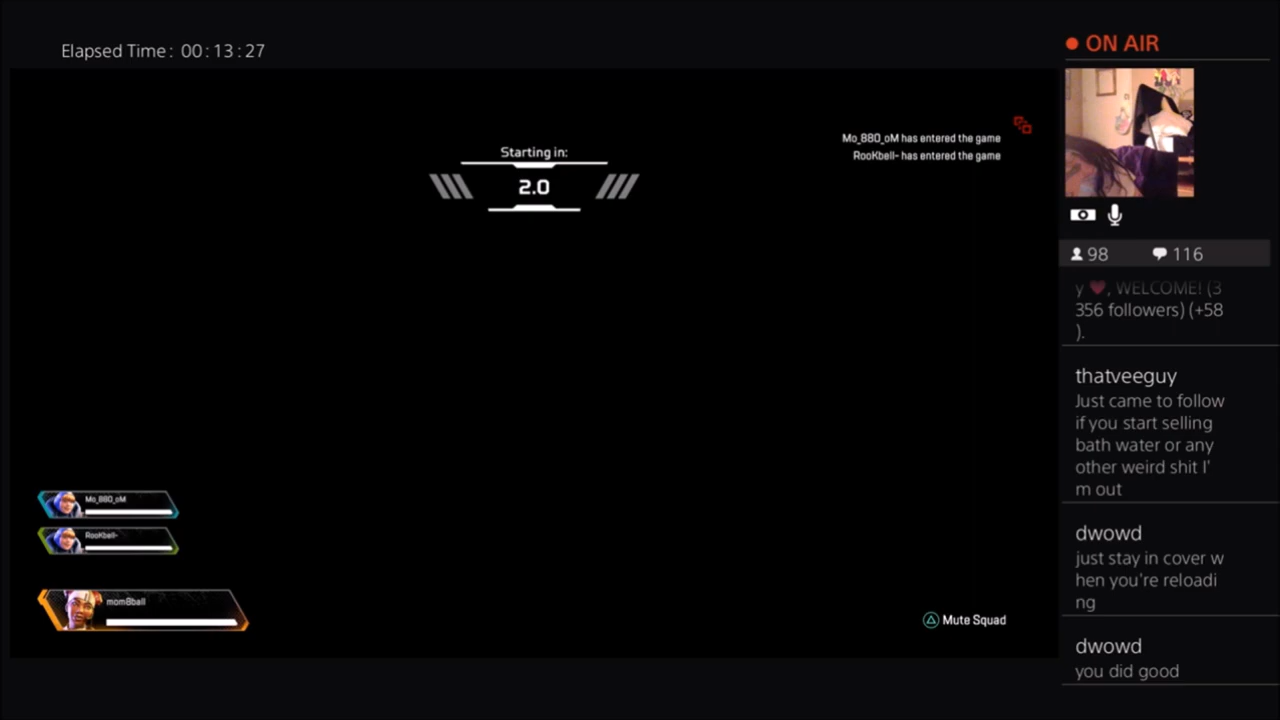 Elapsed Time: 00:13:27
ON AIR
Starting in:
2.0
Mo_880_oM has entered the game
RooKbell- has entered the game
98 116
y ❤, WELCOME! (3
356 followers) (+58
).
thatveeguy
Just came to follow
if you start selling
bath water or any
other weird shit I'
m out
dwowd
just stay in cover w
hen you're reloadi
ng
dwowd
you did good
Mo_880_oM
RooKbell-
mom8ball
Mute Squad